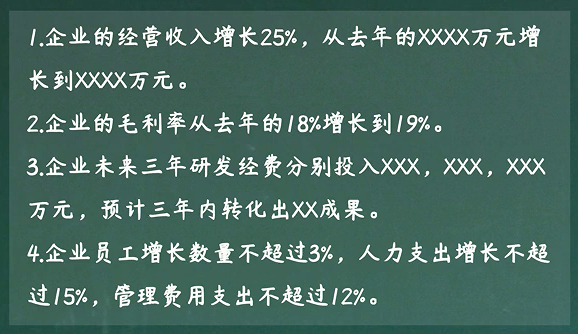 1.企业的经营收入增长25%，从去年的XXXX万元增
长到XXXX万元。
2.企业的毛利率从去年的18%增长到19%。
3.企业未来三年研发经费分别投入XXX，XXX，XXX
万元，预计三年内转化出XX成果。
4.企业员工增长数量不超过3%，人力支出增长不超
过15%，管理费用支出不超过12%。